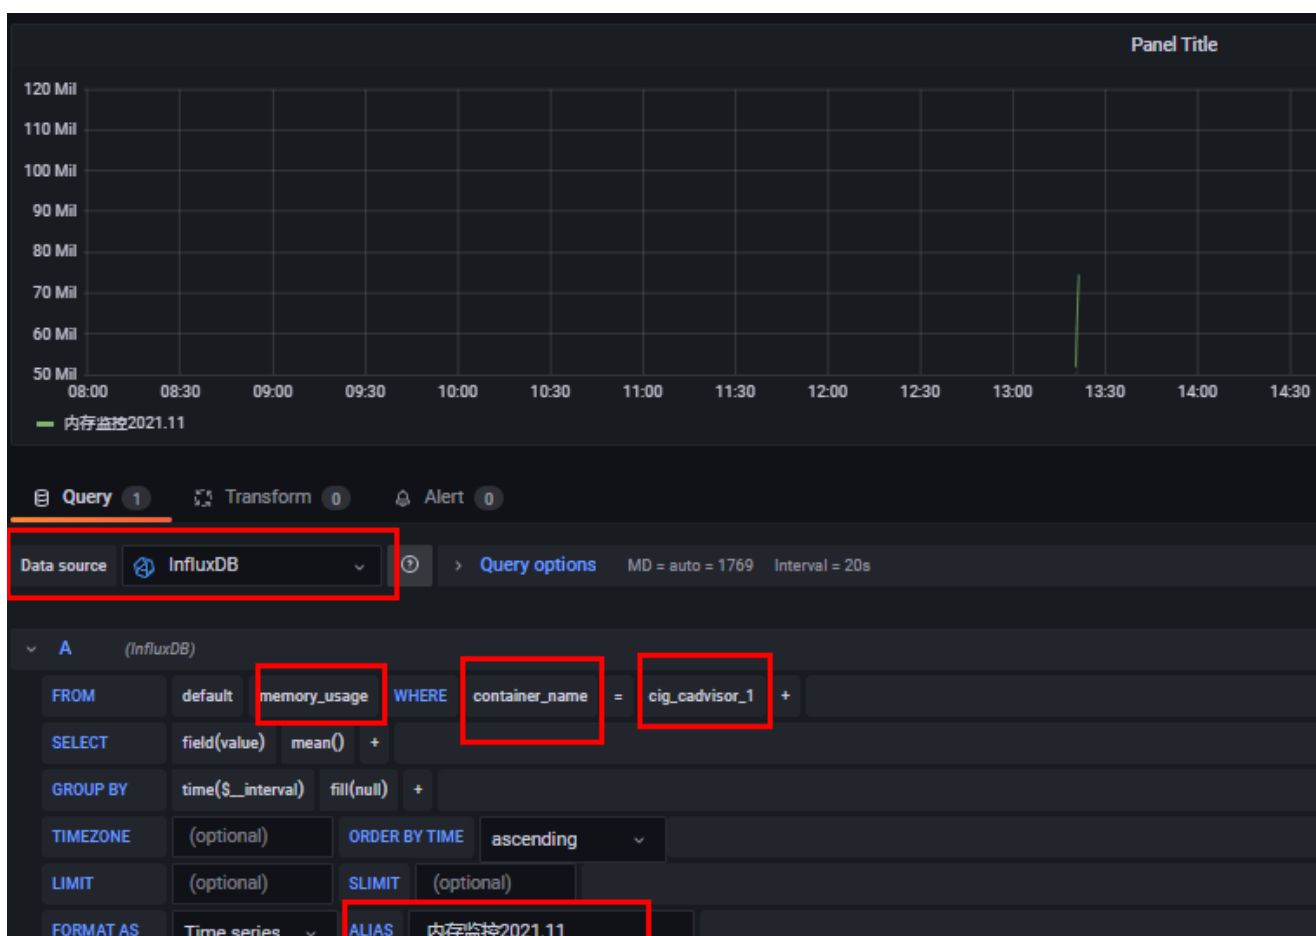 Panel Title
120 Mil
110 Mil
100 Mil
90 Mil
80 Mil
70 Mil
60 Mil
50 Mil
08:00 08:30 09:00 09:30 10:00 10:30 11:00 11:30 12:00 12:30 13:00 13:30 14:00 14:30
内存监控2021.11
Query 1 Transform 0 Alert 0
Data source InfluxDB Query options MD = auto = 1769 Interval = 20s
A (InfluxDB)
FROM default memory_usage WHERE container_name = cig_cadvisor_1 +
SELECT field(value) mean() +
GROUP BY time($__interval) fill(null) +
TIMEZONE (optional) ORDER BY TIME ascending
LIMIT (optional) SLIMIT (optional)
FORMAT AS Time series ALIAS 内存监控2021.11